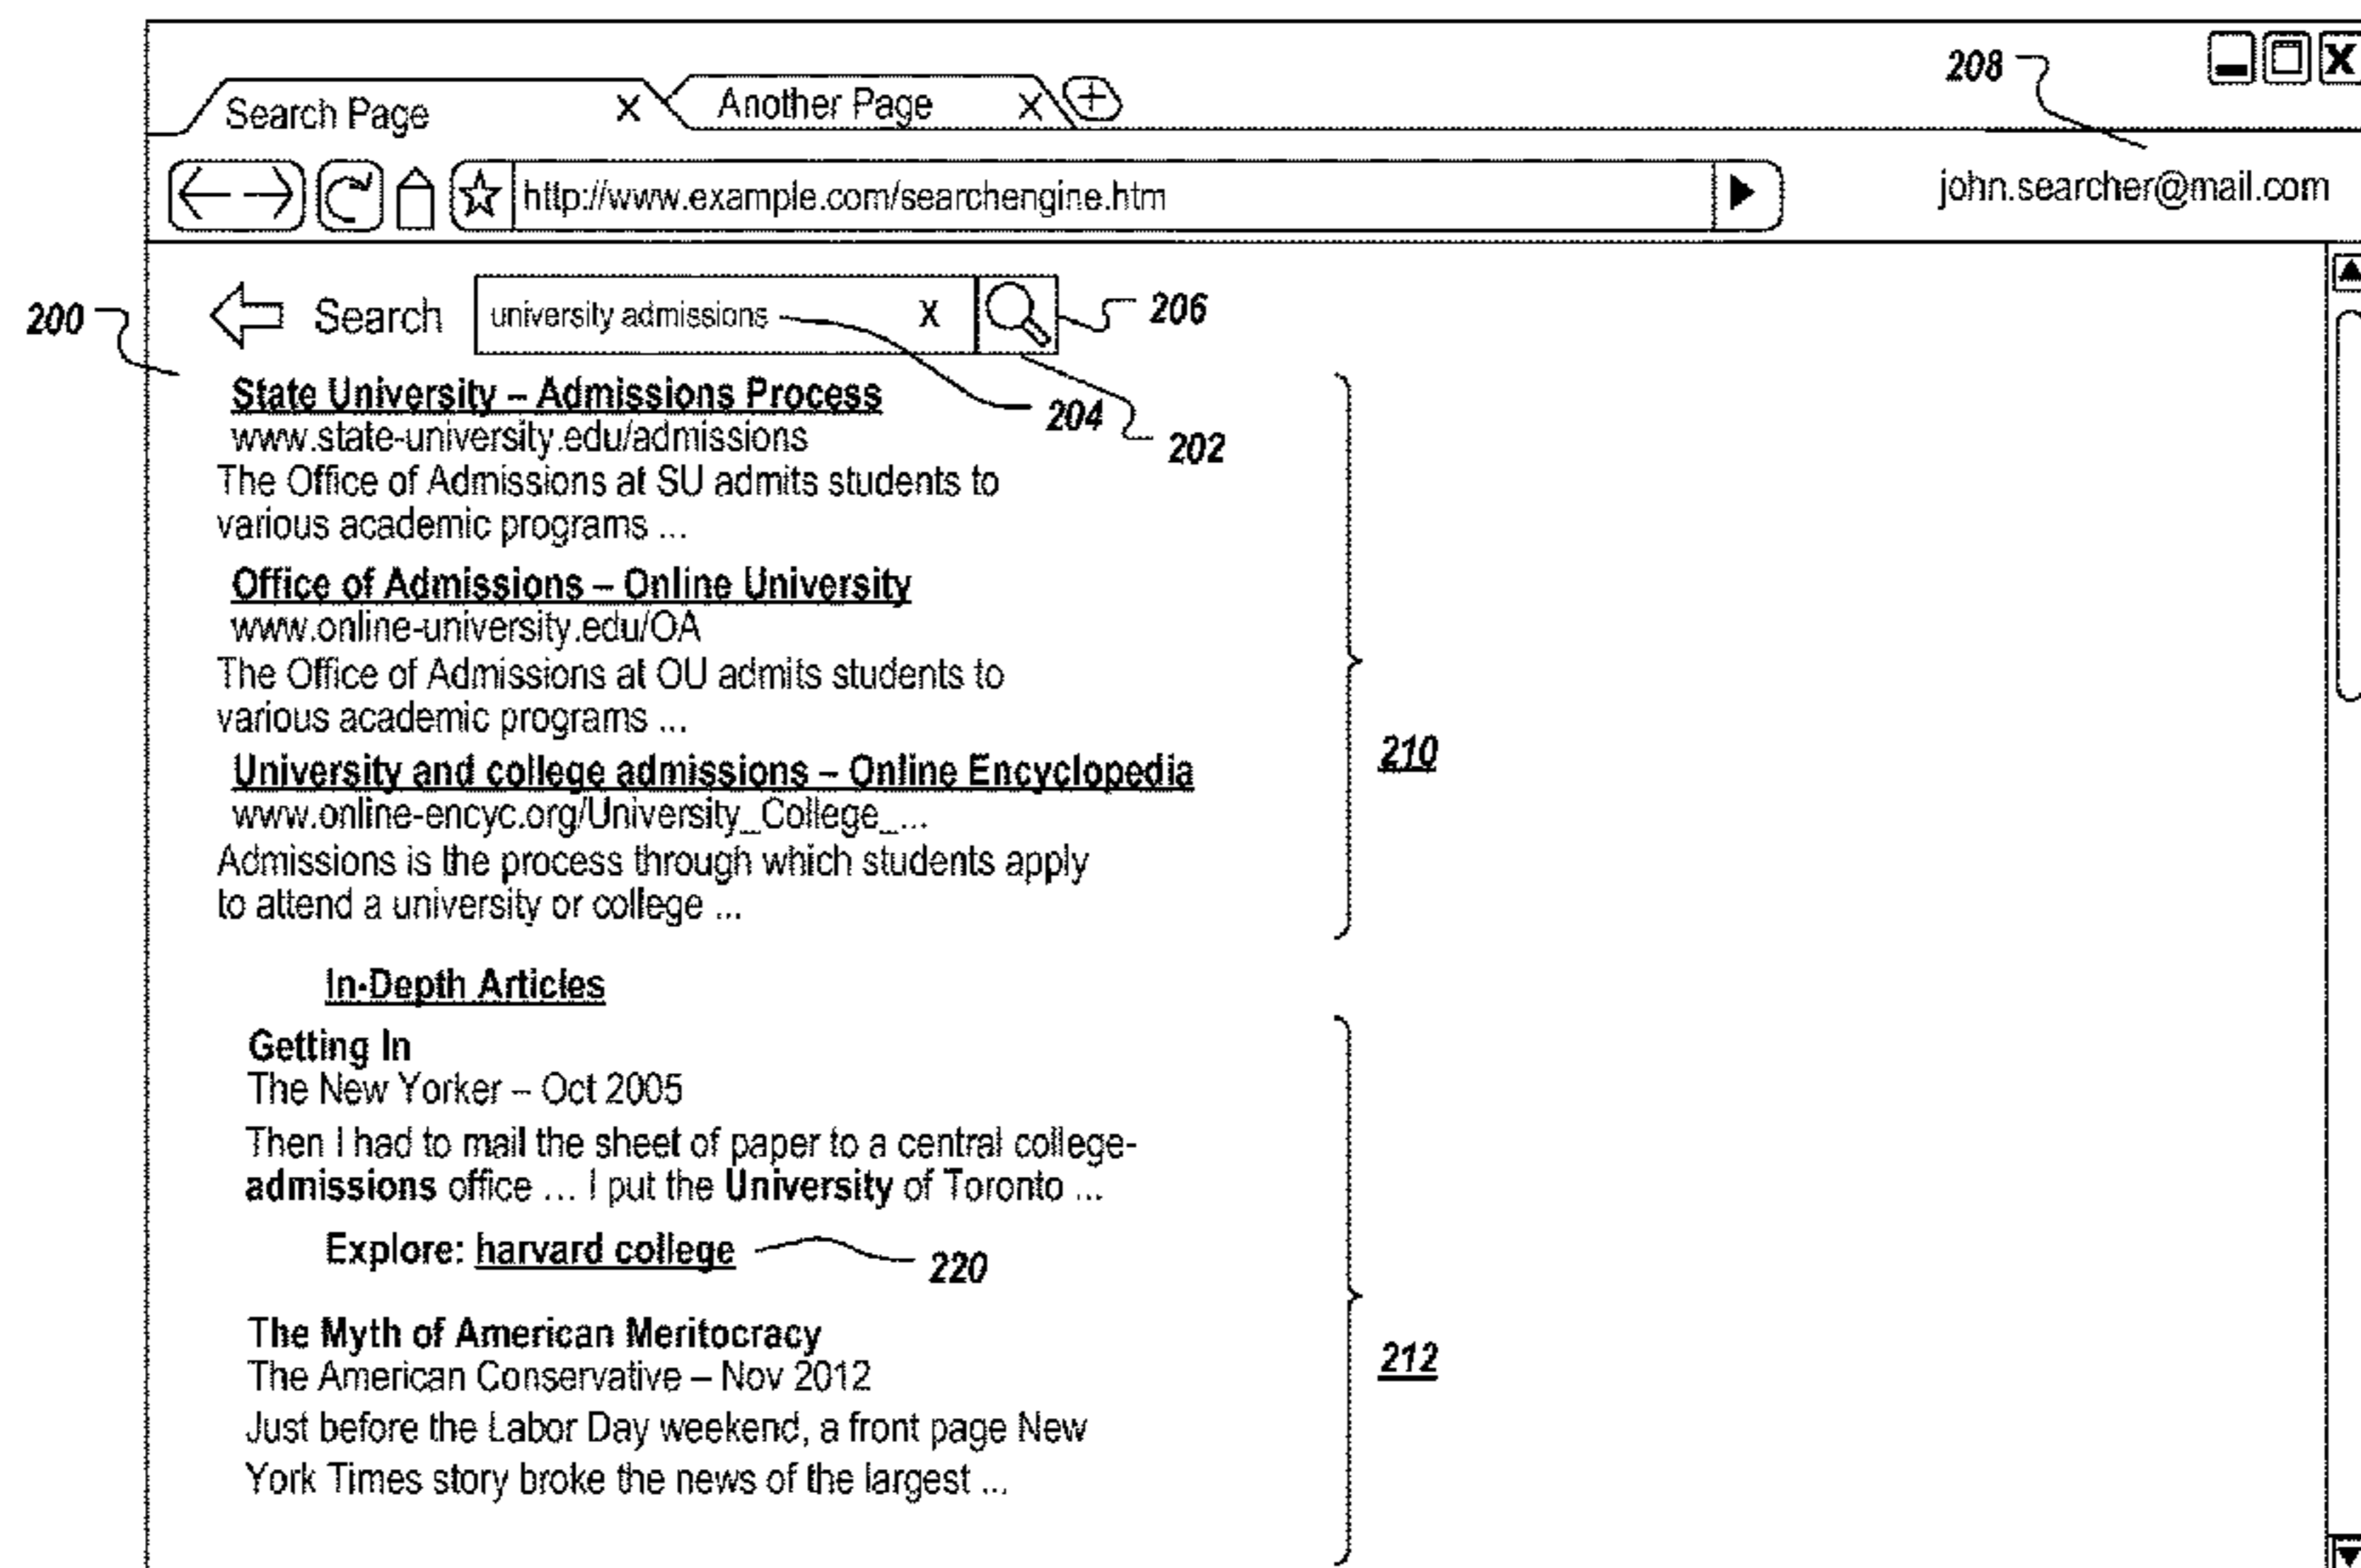 208
Search Page X Another Page X +
http://www.example.com/searchengine.htm
john.searcher@mail.com
200
Search university admissions X
206
204
202
State University – Admissions Process
www.state-university.edu/admissions
The Office of Admissions at SU admits students to
various academic programs ...
Office of Admissions – Online University
www.online-university.edu/OA
The Office of Admissions at OU admits students to
various academic programs ...
University and college admissions – Online Encyclopedia
www.online-encyc.org/University_College_...
Admissions is the process through which students apply
to attend a university or college ...
210
In-Depth Articles
Getting In
The New Yorker – Oct 2005
Then I had to mail the sheet of paper to a central college-
admissions office ... I put the University of Toronto ...
Explore: harvard college
220
The Myth of American Meritocracy
The American Conservative – Nov 2012
Just before the Labor Day weekend, a front page New
York Times story broke the news of the largest ...
212